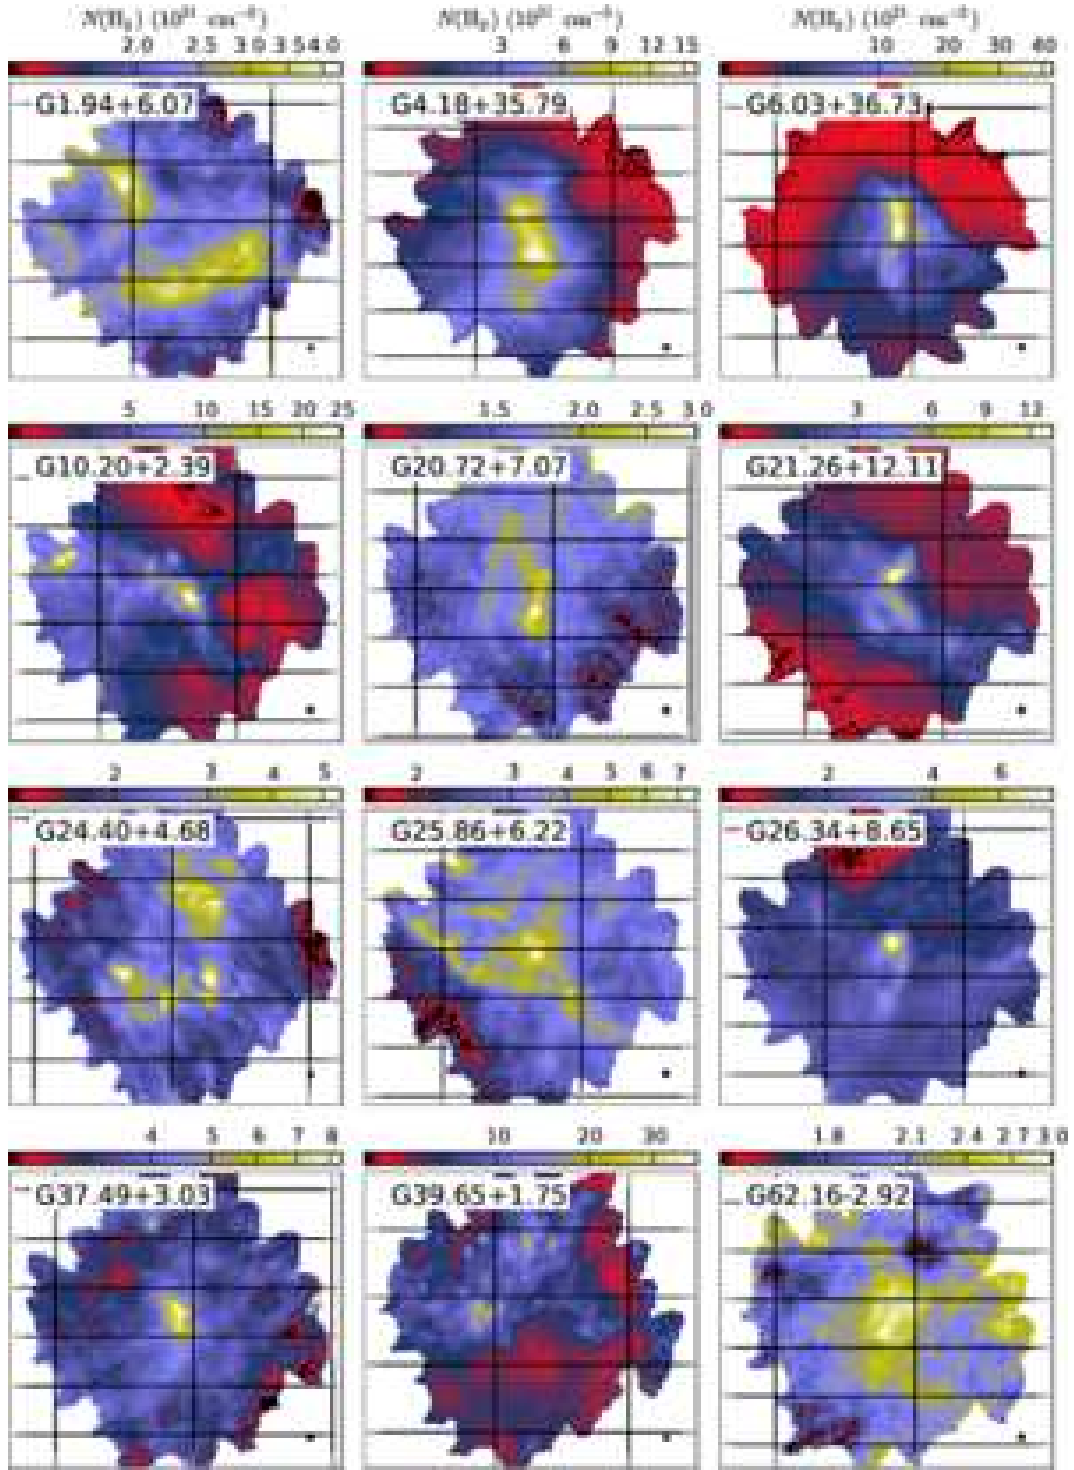 N(H₂) (10²¹ cm⁻²) N(H₂) (10²¹ cm⁻²) N(H₂) (10²¹ cm⁻²)
2.0 2.5 3.0 3.5 4.0 3 6 9 12 15 10 20 30 40
G1.94+6.07 G4.18+35.79 G6.03+36.73
5 10 15 20 25 1.5 2.0 2.5 3.0 3 6 9 12
G10.20+2.39 G20.72+7.07 G21.26+12.11
2 3 4 5 2 3 4 5 6 7 2 4 6
G24.40+4.68 G25.86+6.22 G26.34+8.65
4 5 6 7 8 10 20 30 1.8 2.1 2.4 2.7 3.0
G37.49+3.03 G39.65+1.75 G62.16-2.92